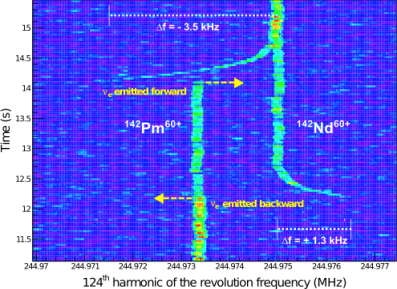 Δf = - 3.5 kHz
15
14.5
νe emitted forward
14
142Pm60+ 142Nd60+
13.5
Time (s)
13
12.5
νe emitted backward
12
Δf = + 1.3 kHz
11.5
244.97 244.971 244.972 244.973 244.974 244.975 244.976 244.977
124th harmonic of the revolution frequency (MHz)